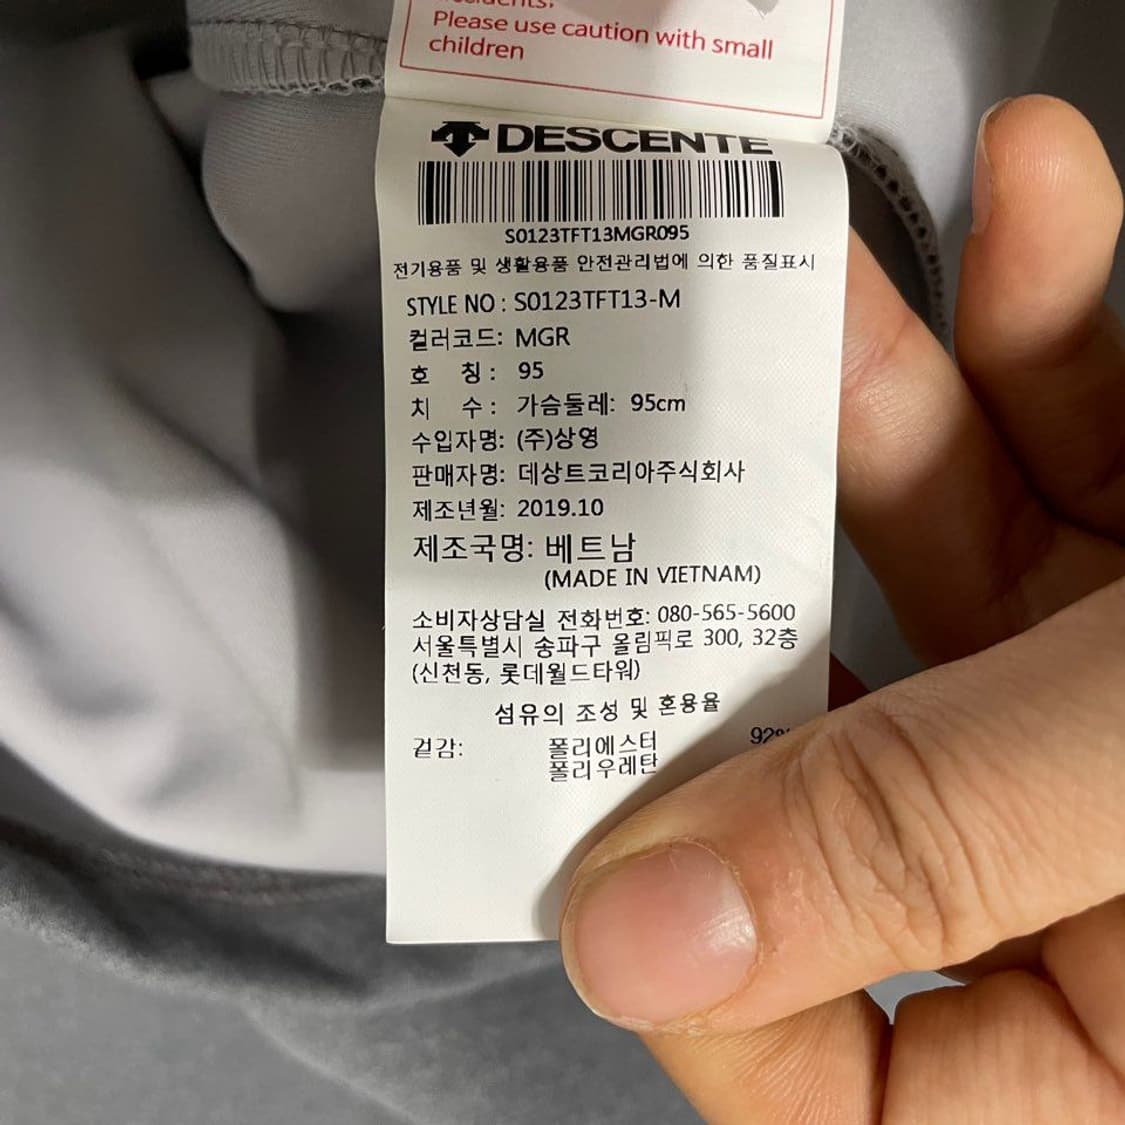 Please use caution with small
children
DESCENTE
S0123TFT13MGR095
전기용품 및 생활용품 안전관리법에 의한 품질표시
STYLE NO : S0123TFT13-M
컬러코드: MGR
호 칭 : 95
치 수 : 가슴둘레: 95cm
수입자명: (주)상영
판매자명: 데상트코리아주식회사
제조년월: 2019.10
제조국명: 베트남
(MADE IN VIETNAM)
소비자상담실 전화번호: 080-565-5600
서울특별시 송파구 올림픽로 300, 32층
(신천동, 롯데월드타워)
섬유의 조성 및 혼용율
겉감: 폴리에스터 92%
폴리우레탄